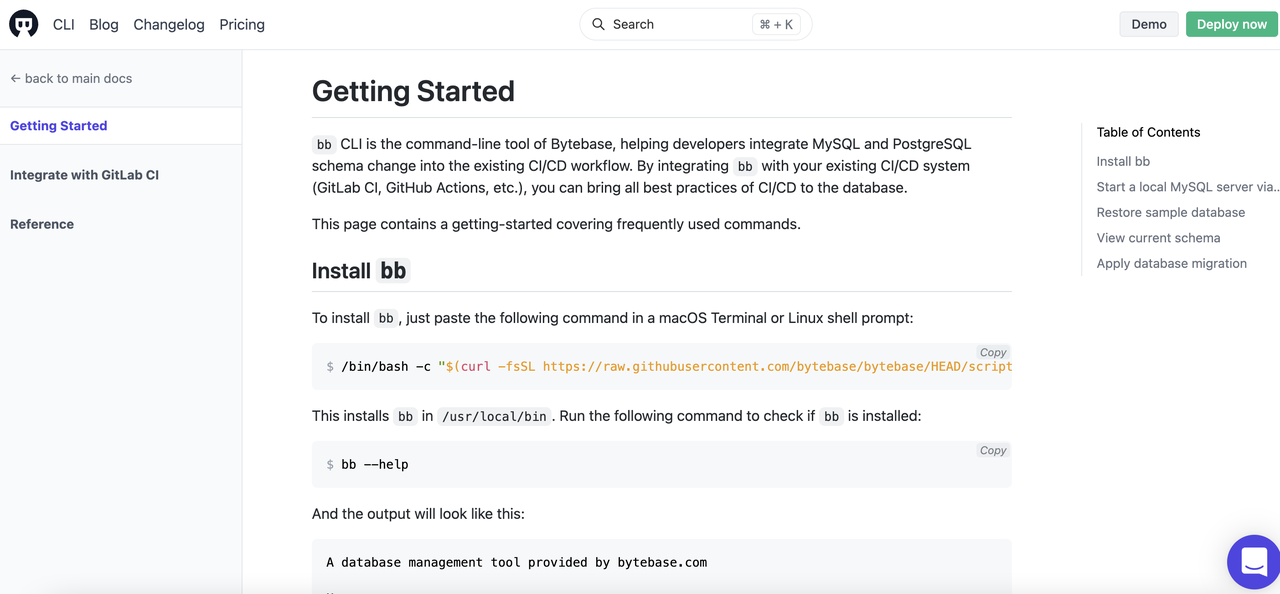 CLI Blog Changelog Pricing
Search
⌘ + K
Demo
Deploy now
← back to main docs
Getting Started
Integrate with GitLab CI
Reference
Getting Started
bb CLI is the command-line tool of Bytebase, helping developers integrate MySQL and PostgreSQL
schema change into the existing CI/CD workflow. By integrating bb with your existing CI/CD system
(GitLab CI, GitHub Actions, etc.), you can bring all best practices of CI/CD to the database.
This page contains a getting-started covering frequently used commands.
Install bb
To install bb, just paste the following command in a macOS Terminal or Linux shell prompt:
Copy
$ /bin/bash -c "$(curl -fsSL https://raw.githubusercontent.com/bytebase/bytebase/HEAD/script
This installs bb in /usr/local/bin. Run the following command to check if bb is installed:
Copy
$ bb --help
And the output will look like this:
A database management tool provided by bytebase.com
Table of Contents
Install bb
Start a local MySQL server via..
Restore sample database
View current schema
Apply database migration